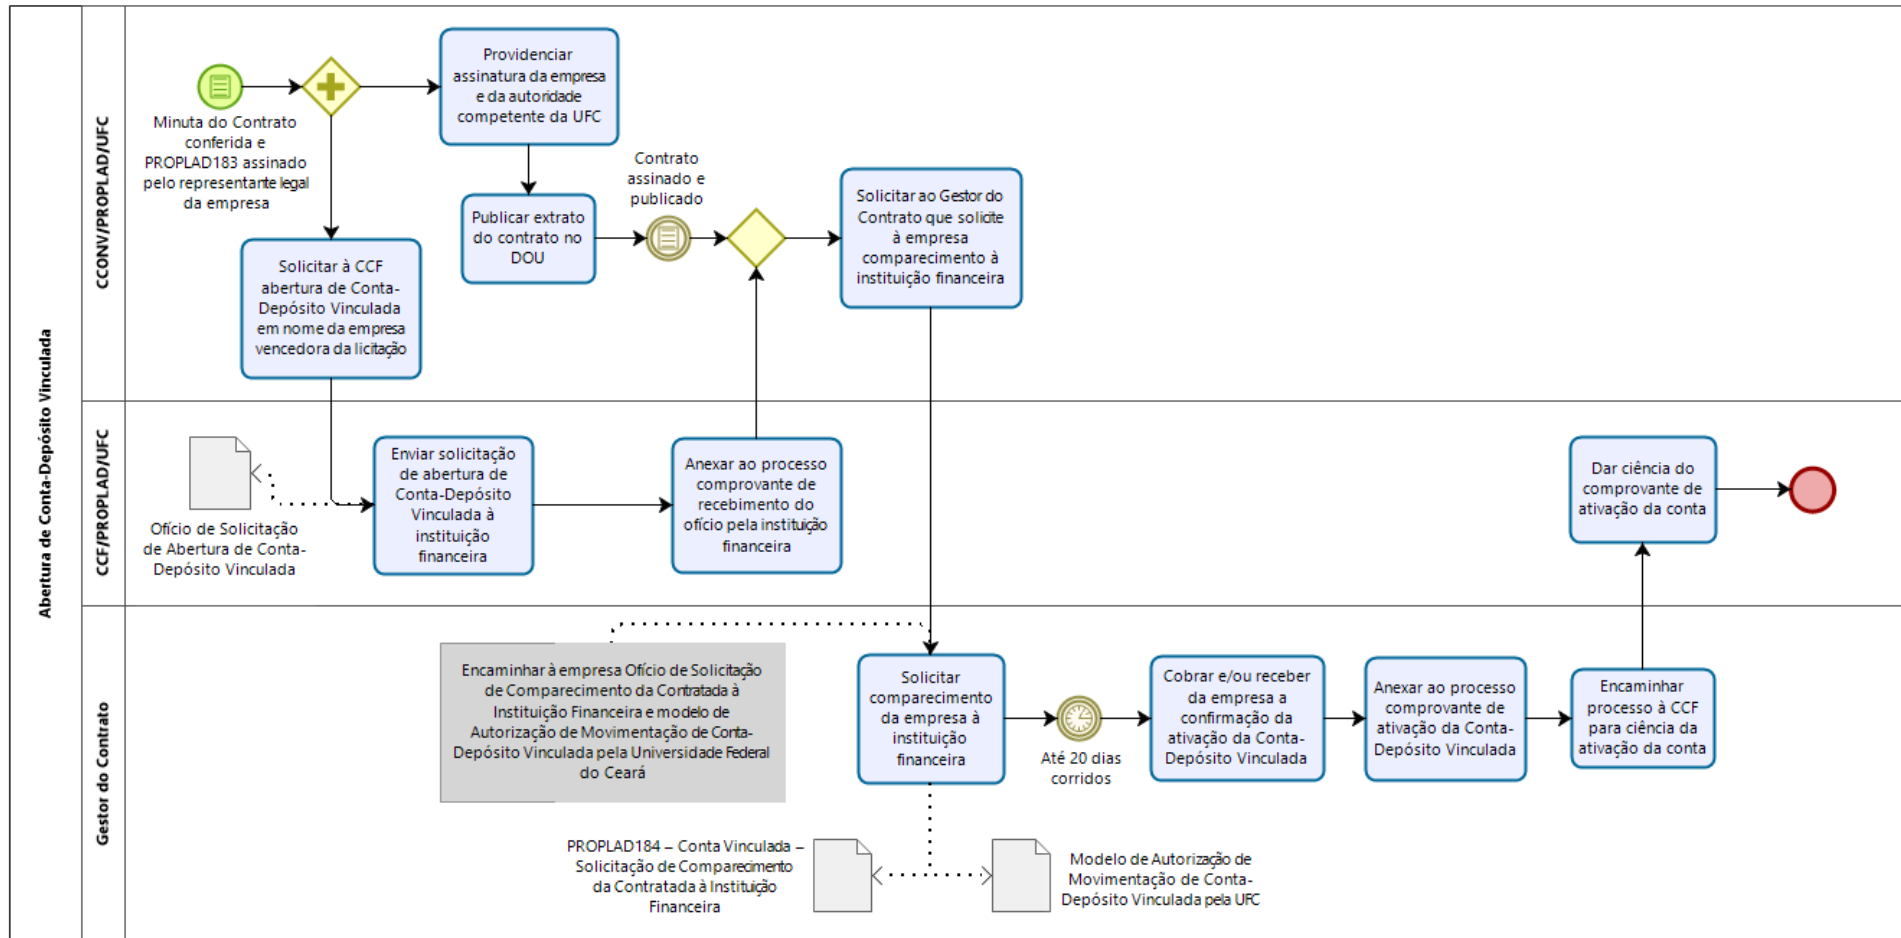 Abertura de Conta-Depósito Vinculada
CCONV/PROPLAD/UFC
Minuta do Contrato
conferida e
PROPLAD183 assinado
pelo representante legal
da empresa
Providenciar
assinatura da empresa
e da autoridade
competente da UFC
Publicar extrato
do contrato no
DOU
Contrato
assinado e
publicado
Solicitar ao Gestor do
Contrato que solicite
à empresa
comparecimento à
instituição financeira
Solicitar à CCF
abertura de Conta-
Depósito Vinculada
em nome da empresa
vencedora da licitação
CCF/PROPLAD/UFC
Ofício de Solicitação
de Abertura de Conta-
Depósito Vinculada
Enviar solicitação
de abertura de
Conta-Depósito
Vinculada à
instituição
financeira
Anexar ao processo
comprovante de
recebimento do
ofício pela instituição
financeira
Dar ciência do
comprovante de
ativação da conta
Gestor do Contrato
Encaminhar à empresa Ofício de Solicitação
de Comparecimento da Contratada à
Instituição Financeira e modelo de
Autorização de Movimentação de Conta-
Depósito Vinculada pela Universidade Federal
do Ceará
Solicitar
comparecimento
da empresa à
instituição
financeira
Até 20 dias
corridos
Cobrar e/ou receber
da empresa a
confirmação da
ativação da Conta-
Depósito Vinculada
Anexar ao processo
comprovante de
ativação da Conta-
Depósito Vinculada
Encaminhar
processo à CCF
para ciência da
ativação da conta
PROPLAD184 – Conta Vinculada –
Solicitação de Comparecimento
da Contratada à Instituição
Financeira
Modelo de Autorização de
Movimentação de Conta-
Depósito Vinculada pela UFC